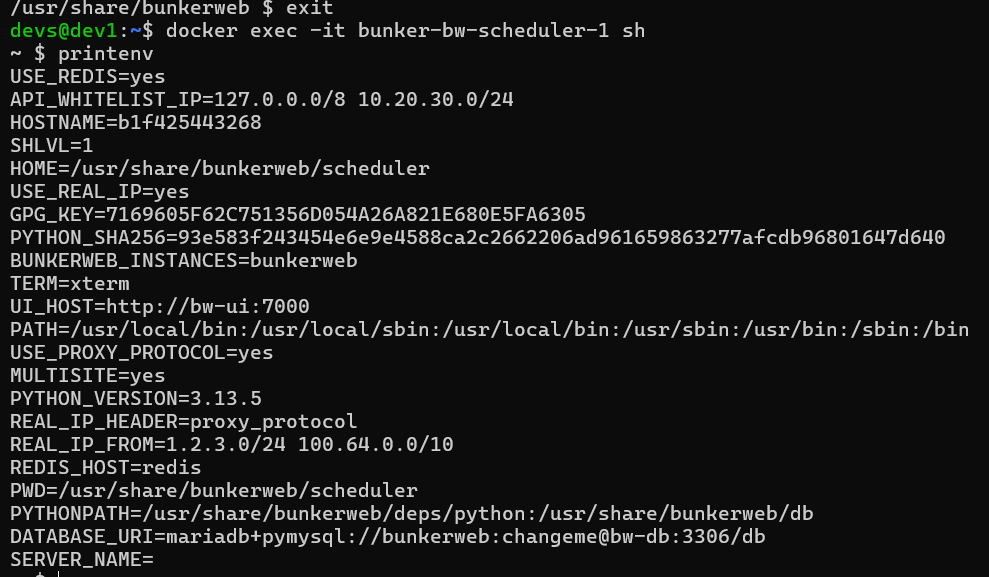 /usr/share/bunkerweb $ exit
devs@dev1:~$ docker exec -it bunker-bw-scheduler-1 sh
~ $ printenv
USE_REDIS=yes
API_WHITELIST_IP=127.0.0.0/8 10.20.30.0/24
HOSTNAME=b1f425443268
SHLVL=1
HOME=/usr/share/bunkerweb/scheduler
USE_REAL_IP=yes
GPG_KEY=7169605F62C751356D054A26A821E680E5FA6305
PYTHON_SHA256=93e583f243454e6e9e4588ca2c2662206ad961659863277afcdb96801647d640
BUNKERWEB_INSTANCES=bunkerweb
TERM=xterm
UI_HOST=http://bw-ui:7000
PATH=/usr/local/bin:/usr/local/sbin:/usr/local/bin:/usr/sbin:/usr/bin:/sbin:/bin
USE_PROXY_PROTOCOL=yes
MULTISITE=yes
PYTHON_VERSION=3.13.5
REAL_IP_HEADER=proxy_protocol
REAL_IP_FROM=1.2.3.0/24 100.64.0.0/10
REDIS_HOST=redis
PWD=/usr/share/bunkerweb/scheduler
PYTHONPATH=/usr/share/bunkerweb/deps/python:/usr/share/bunkerweb/db
DATABASE_URI=mariadb+pymysql://bunkerweb:changeme@bw-db:3306/db
SERVER_NAME=